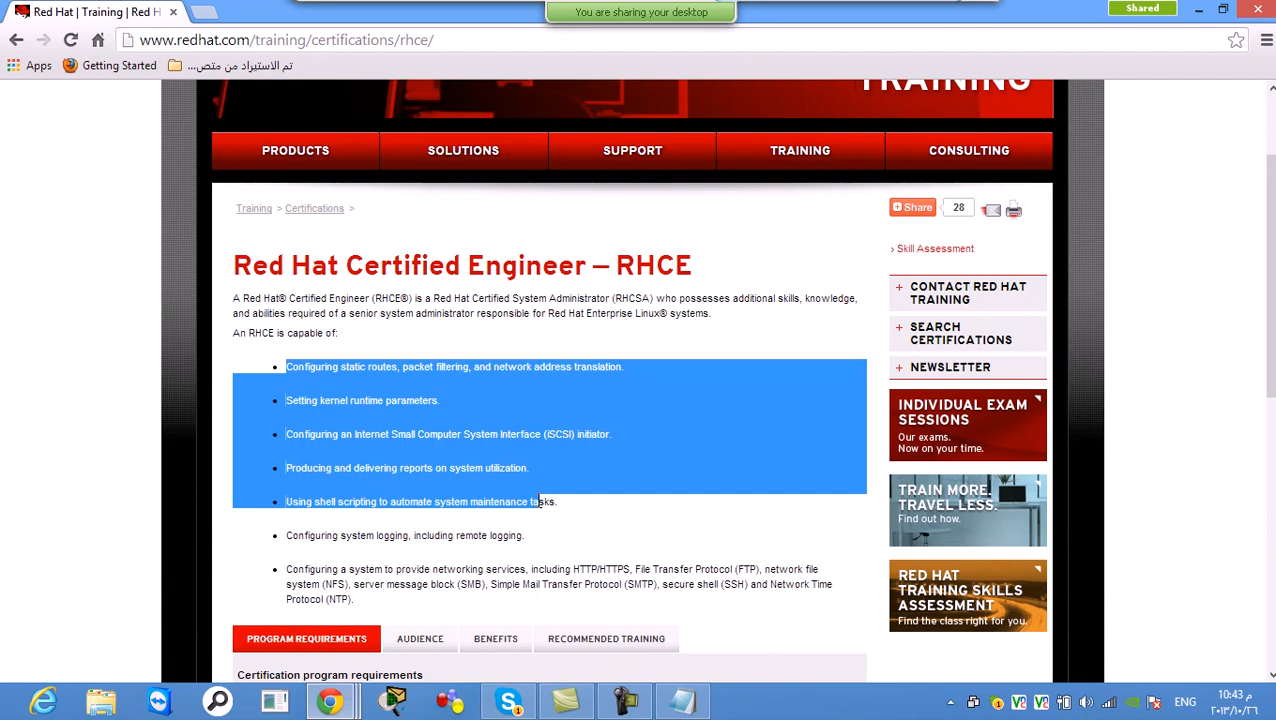 Red Hat | Training | Red H
You are sharing your desktop
Shared
www.redhat.com/training/certifications/rhce/
Apps
Getting Started
تم الاستيراد من متص...
TRAINING
PRODUCTS
SOLUTIONS
SUPPORT
TRAINING
CONSULTING
Training > Certifications >
Share
28
Skill Assessment
Red Hat Certified Engineer – RHCE
A Red Hat® Certified Engineer (RHCE®) is a Red Hat Certified System Administrator (RHCSA) who possesses additional skills, knowledge,
and abilities required of a senior system administrator responsible for Red Hat Enterprise Linux® systems.
An RHCE is capable of:
Configuring static routes, packet filtering, and network address translation.
Setting kernel runtime parameters.
Configuring an Internet Small Computer System Interface (iSCSI) initiator.
Producing and delivering reports on system utilization.
Using shell scripting to automate system maintenance tasks.
Configuring system logging, including remote logging.
Configuring a system to provide networking services, including HTTP/HTTPS, File Transfer Protocol (FTP), network file
system (NFS), server message block (SMB), Simple Mail Transfer Protocol (SMTP), secure shell (SSH) and Network Time
Protocol (NTP).
PROGRAM REQUIREMENTS
AUDIENCE
BENEFITS
RECOMMENDED TRAINING
Certification program requirements
+ CONTACT RED HAT
TRAINING
+ SEARCH
CERTIFICATIONS
+ NEWSLETTER
INDIVIDUAL EXAM
SESSIONS
Our exams.
Now on your time.
TRAIN MORE.
TRAVEL LESS.
Find out how.
RED HAT
TRAINING SKILLS
ASSESSMENT
Find the class right for you.
ENG
10:43 م
٢٠١٣/١٠/٢٦